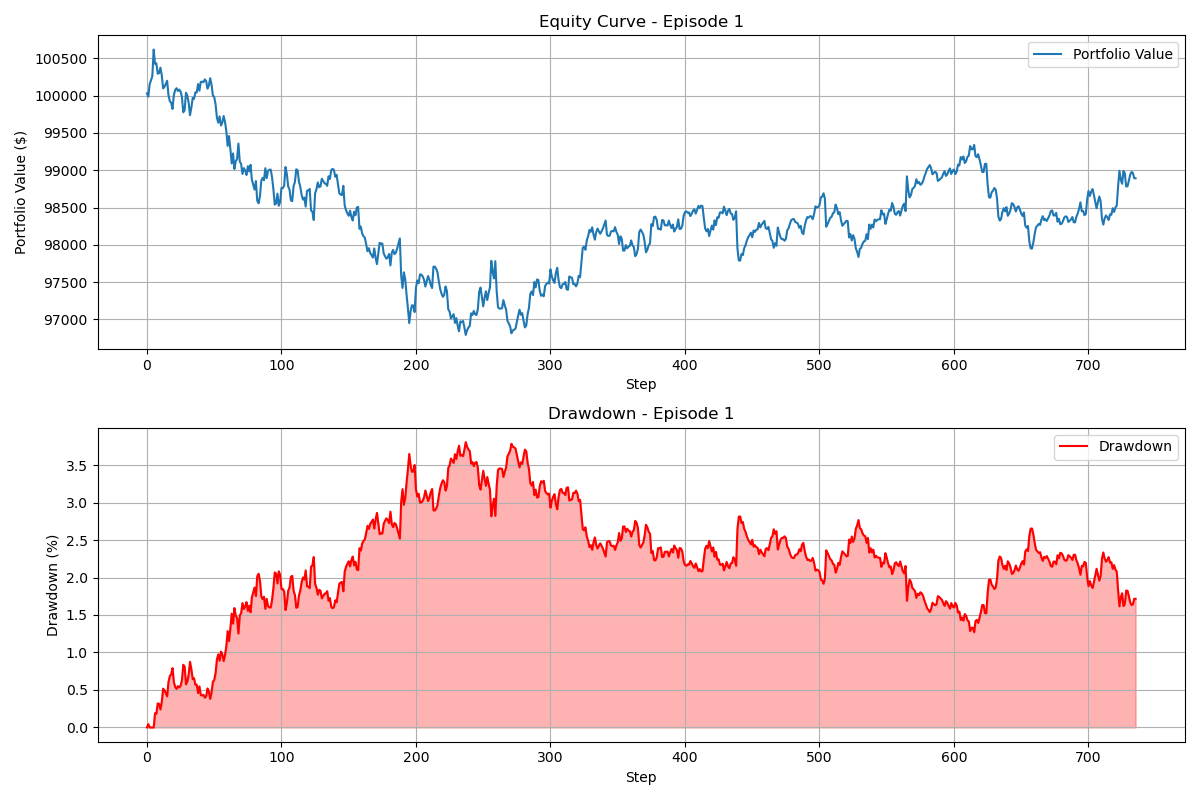 Equity Curve - Episode 1
Portfolio Value ($)
100500
100000
99500
99000
98500
98000
97500
97000
Portfolio Value
0 100 200 300 400 500 600 700
Step
Drawdown - Episode 1
Drawdown (%)
3.5
3.0
2.5
2.0
1.5
1.0
0.5
0.0
Drawdown
0 100 200 300 400 500 600 700
Step